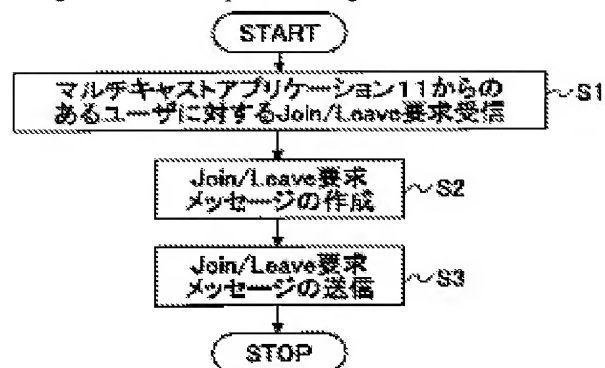 START
マルチキャストアプリケーション11からの
あるユーザに対するJoin/Leave要求受信
~S1
Join/Leave要求
メッセージの作成
~S2
Join/Leave要求
メッセージの送信
~S3
STOP